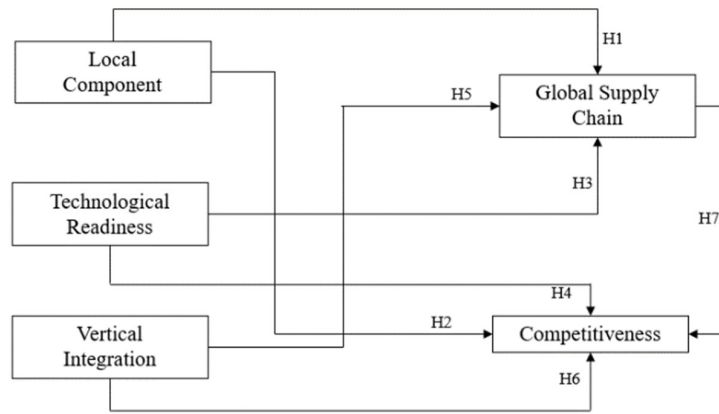 H1
Local
Component
Global Supply
Chain
H5
H3
Technological
Readiness
H7
H4
Vertical
Integration
H2
Competitiveness
H6